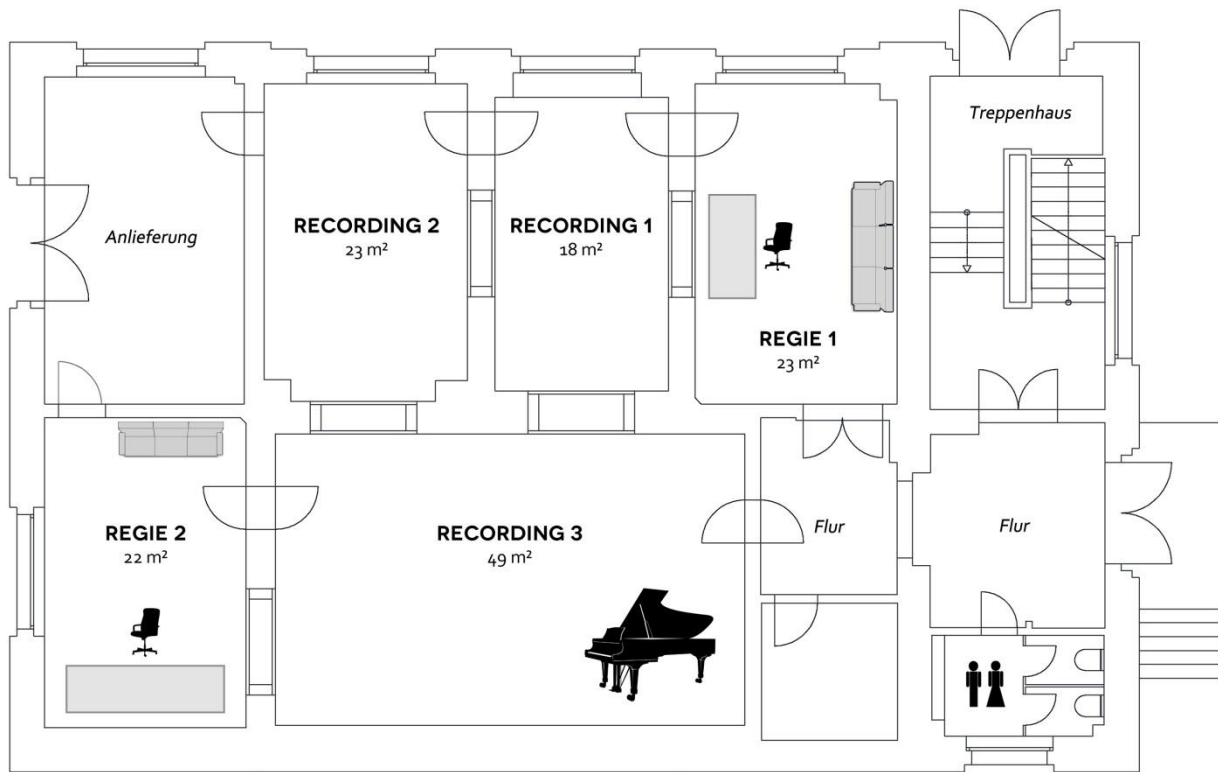 Treppenhaus
Anlieferung
RECORDING 2
23 m²
RECORDING 1
18 m²
REGIE 1
23 m²
REGIE 2
22 m²
RECORDING 3
49 m²
Flur
Flur